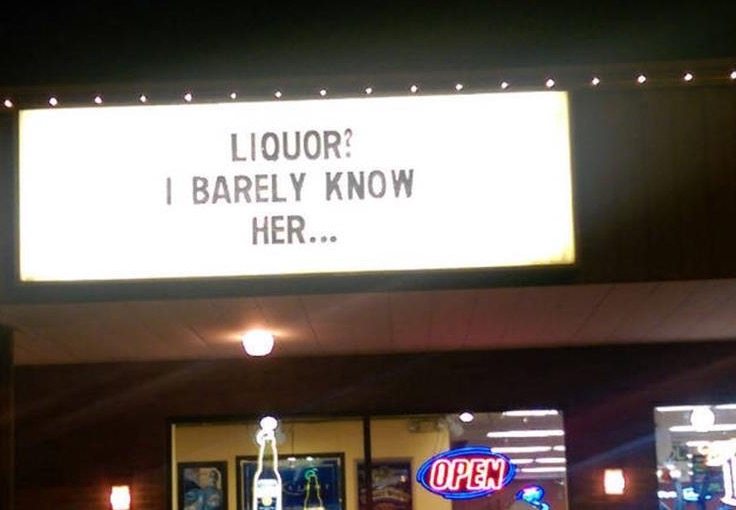 LIQUOR?
I BARELY KNOW
HER...
OPEN